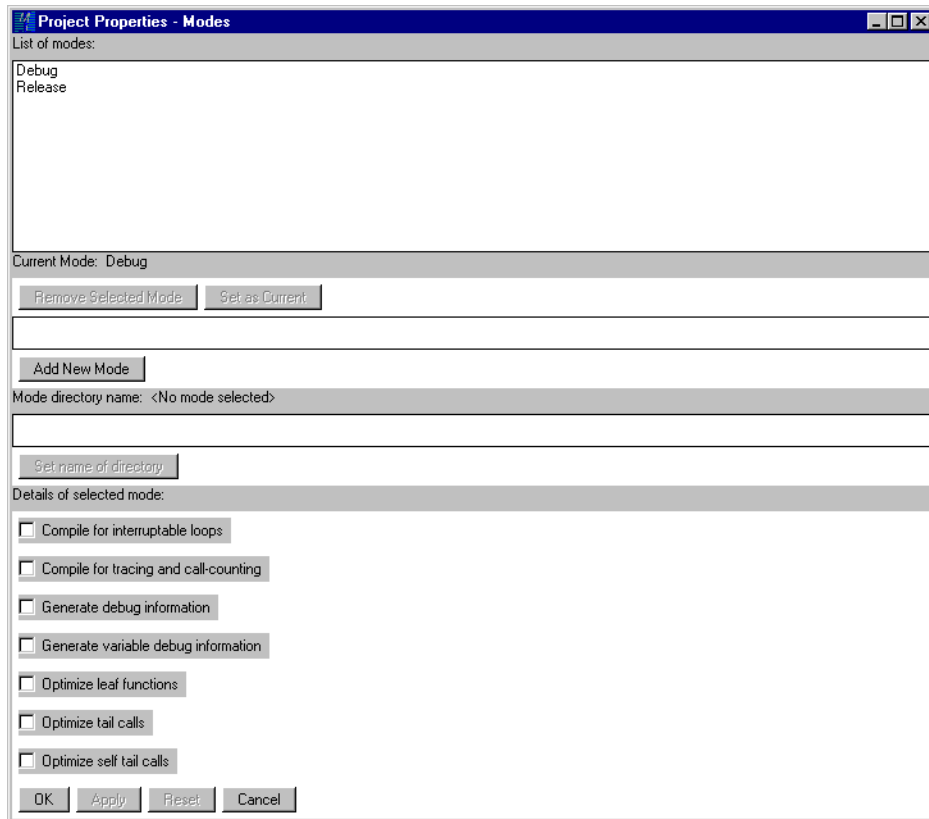 Project Properties - Modes
List of modes:
Debug
Release
Current Mode: Debug
Remove Selected Mode Set as Current
Add New Mode
Mode directory name: <No mode selected>
Set name of directory
Details of selected mode:
Compile for interruptable loops
Compile for tracing and call-counting
Generate debug information
Generate variable debug information
Optimize leaf functions
Optimize tail calls
Optimize self tail calls
OK Apply Reset Cancel